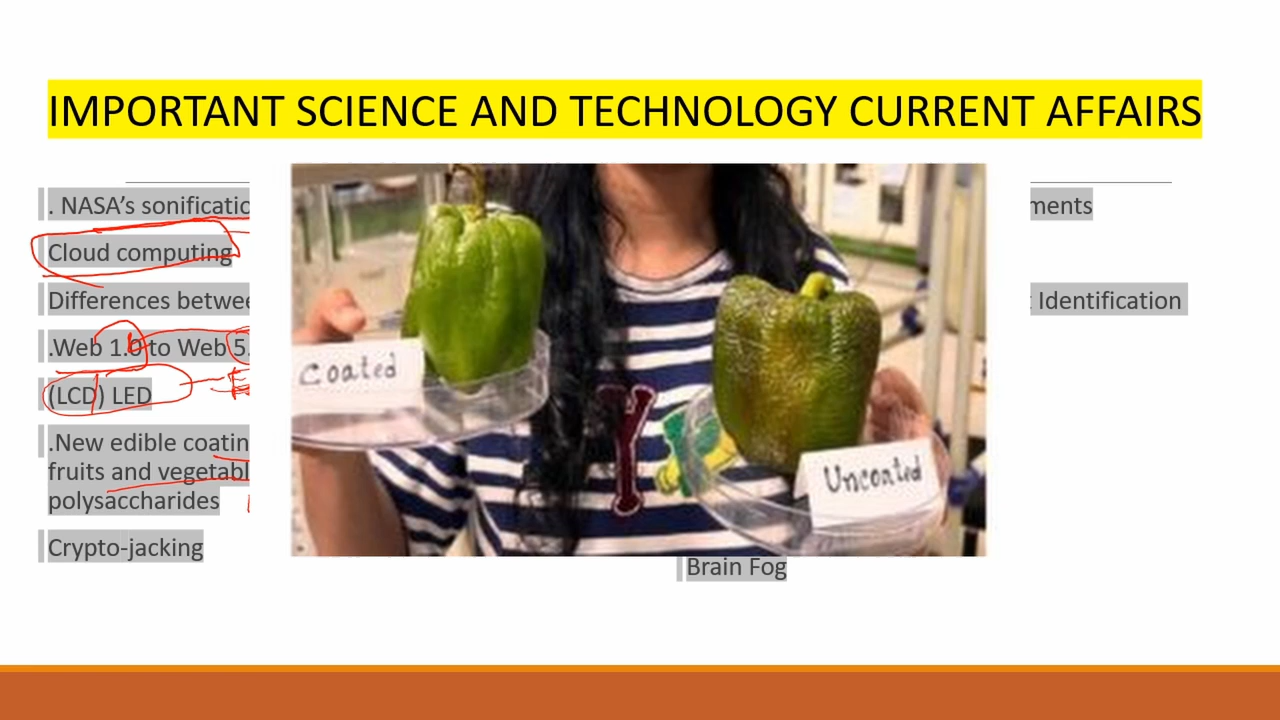 IMPORTANT SCIENCE AND TECHNOLOGY CURRENT AFFAIRS
. NASA's sonificatio
Cloud computing
Differences betwee
.Web 1.0 to Web 5.
(LCD) LED
.New edible coatin
fruits and vegetabl
polysaccharides
Crypto-jacking
ments
Identification
Brain Fog
Coated
Y
Uncoated